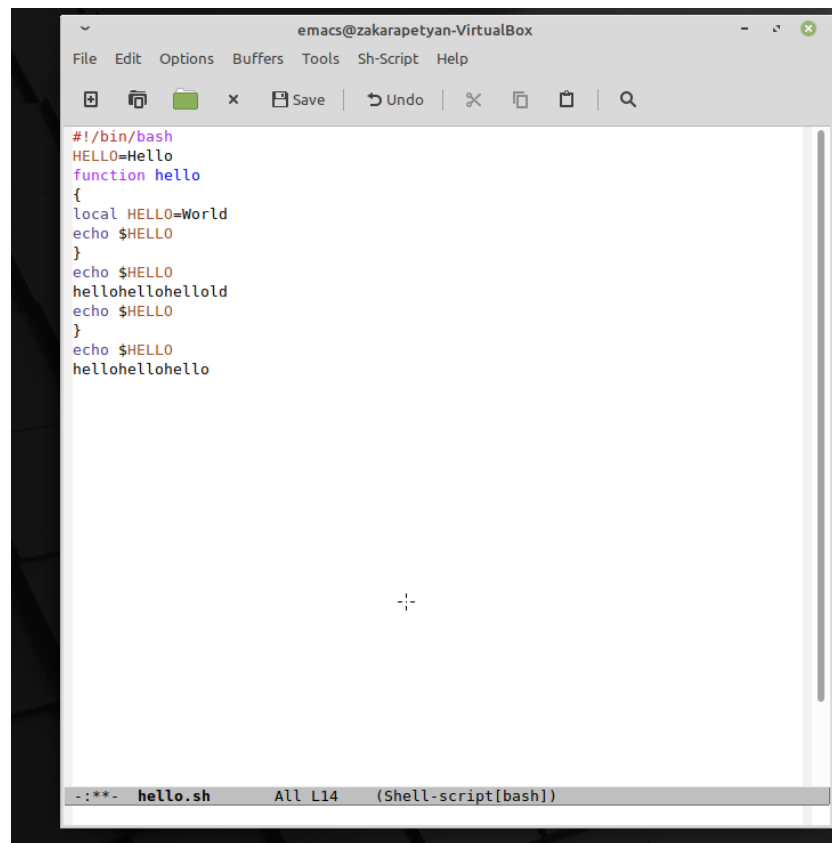 emacs@zakarapetyan-VirtualBox
File Edit Options Buffers Tools Sh-Script Help
Save Undo
#!/bin/bash
HELLO=Hello
function hello
{
local HELLO=World
echo $HELLO
}
echo $HELLO
hellohellohellold
echo $HELLO
}
echo $HELLO
hellohellohello
-:**- hello.sh All L14 (Shell-script[bash])